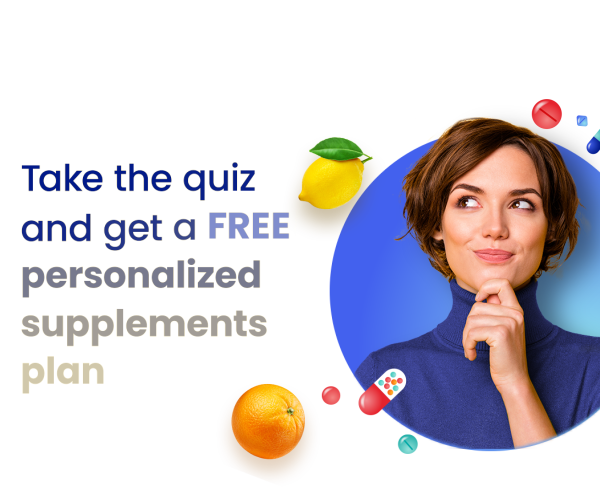 Take the quiz
and get a FREE
personalized
supplements
plan